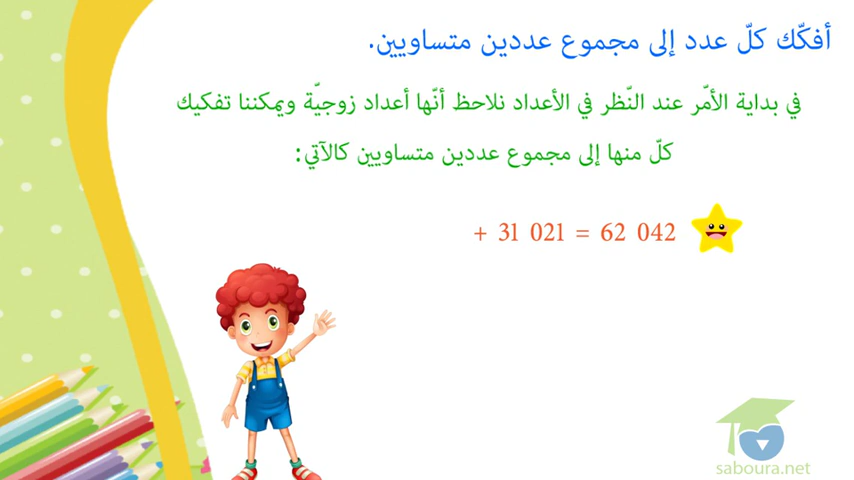 أفكّك كلّ عدد إلى مجموع عددين متساويين.
في بداية الأمّر عند النّظر في الأعداد نلاحظ أنّها أعداد زوجيّة ويمكننا تفكيك
كلّ منها إلى مجموع عددين متساويين كالآتي:
+ 31 021 = 62 042
saboura.net